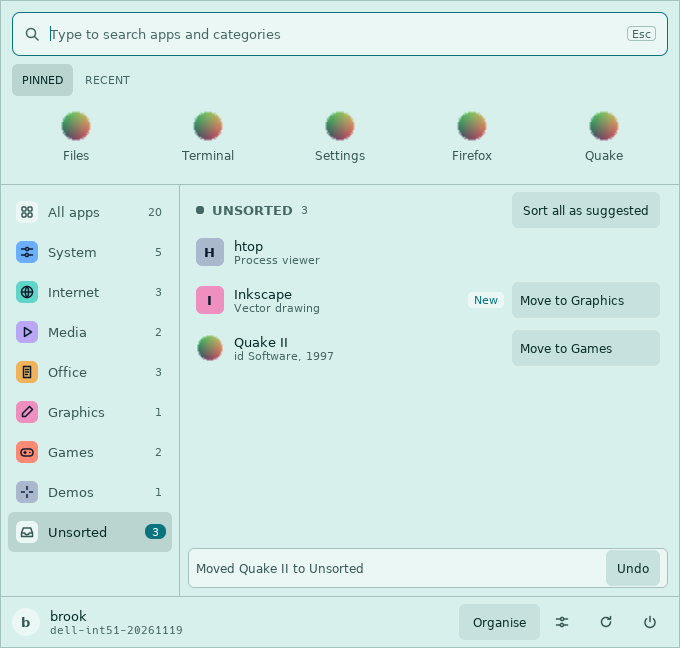 Type to search apps and categories
Esc
PINNED RECENT
Files Terminal Settings Firefox Quake
All apps 20
System 5
Internet 3
Media 2
Office 3
Graphics 1
Games 2
Demos 1
Unsorted 3
UNSORTED 3
Sort all as suggested
H
htop
Process viewer
I
Inkscape
Vector drawing
New
Move to Graphics
Quake II
id Software, 1997
Move to Games
Moved Quake II to Unsorted
Undo
b
brook
dell-int51-20261119
Organise